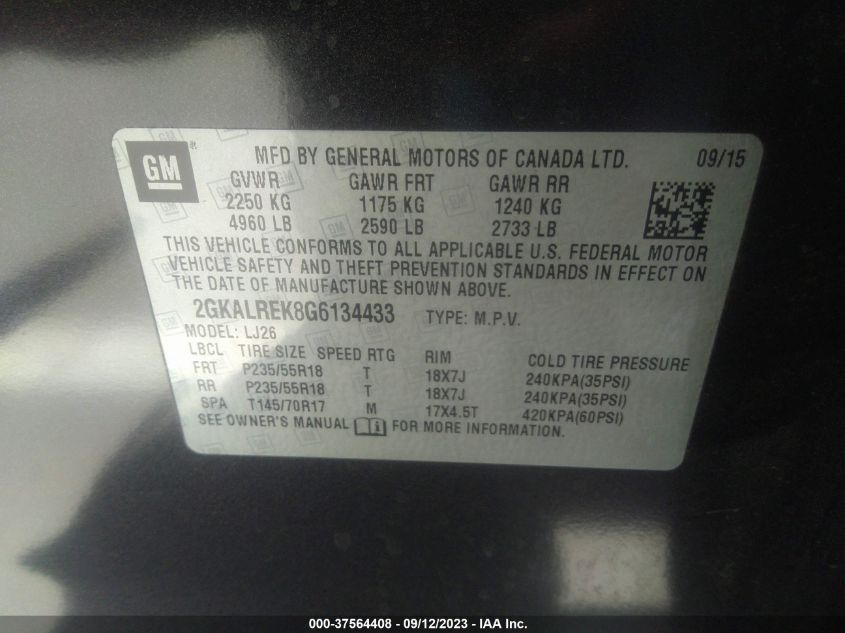 GM
MFD BY GENERAL MOTORS OF CANADA LTD. 09/15
GVWR GAWR FRT GAWR RR
2250 KG 1175 KG 1240 KG
4960 LB 2590 LB 2733 LB
THIS VEHICLE CONFORMS TO ALL APPLICABLE U.S. FEDERAL MOTOR
VEHICLE SAFETY AND THEFT PREVENTION STANDARDS IN EFFECT ON
THE DATE OF MANUFACTURE SHOWN ABOVE.
2GKALREK8G6134433 TYPE: M.P.V.
MODEL: LJ26
LBCL TIRE SIZE SPEED RTG RIM COLD TIRE PRESSURE
FRT P235/55R18 T 18X7J 240KPA(35PSI)
RR P235/55R18 T 18X7J 240KPA(35PSI)
SPA T145/70R17 M 17X4.5T 420KPA(60PSI)
SEE OWNER'S MANUAL FOR MORE INFORMATION.
000-37564408 - 09/12/2023 - IAA Inc.